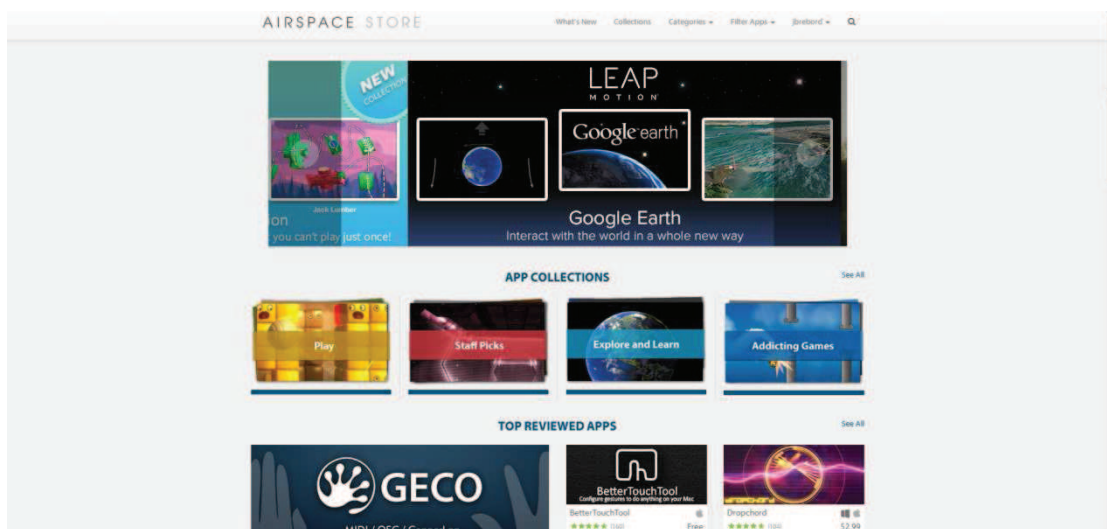 AIRSPACE STORE
What's New Collections Categories Filter Apps jbrebord
NEW
COLLECTION
LEAP
MOTION
Google earth
Jack Lumber
ion
you can't play just once!
Google Earth
Interact with the world in a whole new way
APP COLLECTIONS
See All
Play
Staff Picks
Explore and Learn
Addicting Games
TOP REVIEWED APPS
See All
GECO
BetterTouchTool
Configure gestures to do anything on your Mac
dropchord
BetterTouchTool
Dropchord
Free
$2.99